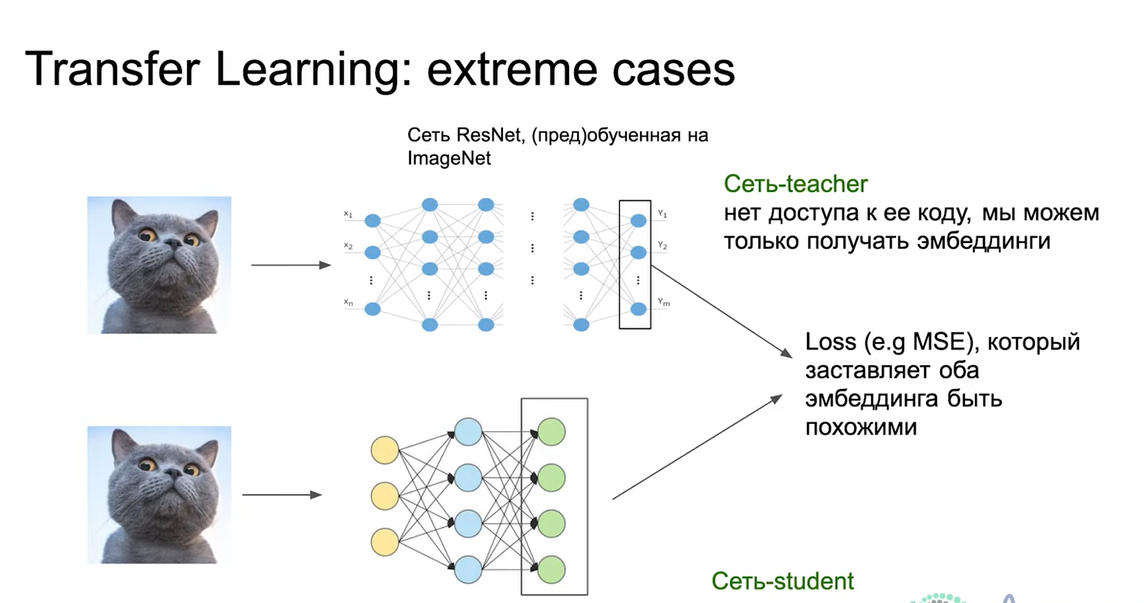 Transfer Learning: extreme cases
Сеть ResNet, (пред)обученная на
ImageNet
Сеть-teacher
нет доступа к ее коду, мы можем
только получать эмбеддинги
x1
x2
xn
Y1
Y2
Ym
Loss (e.g MSE), который
заставляет оба
эмбеддинга быть
похожими
Сеть-student